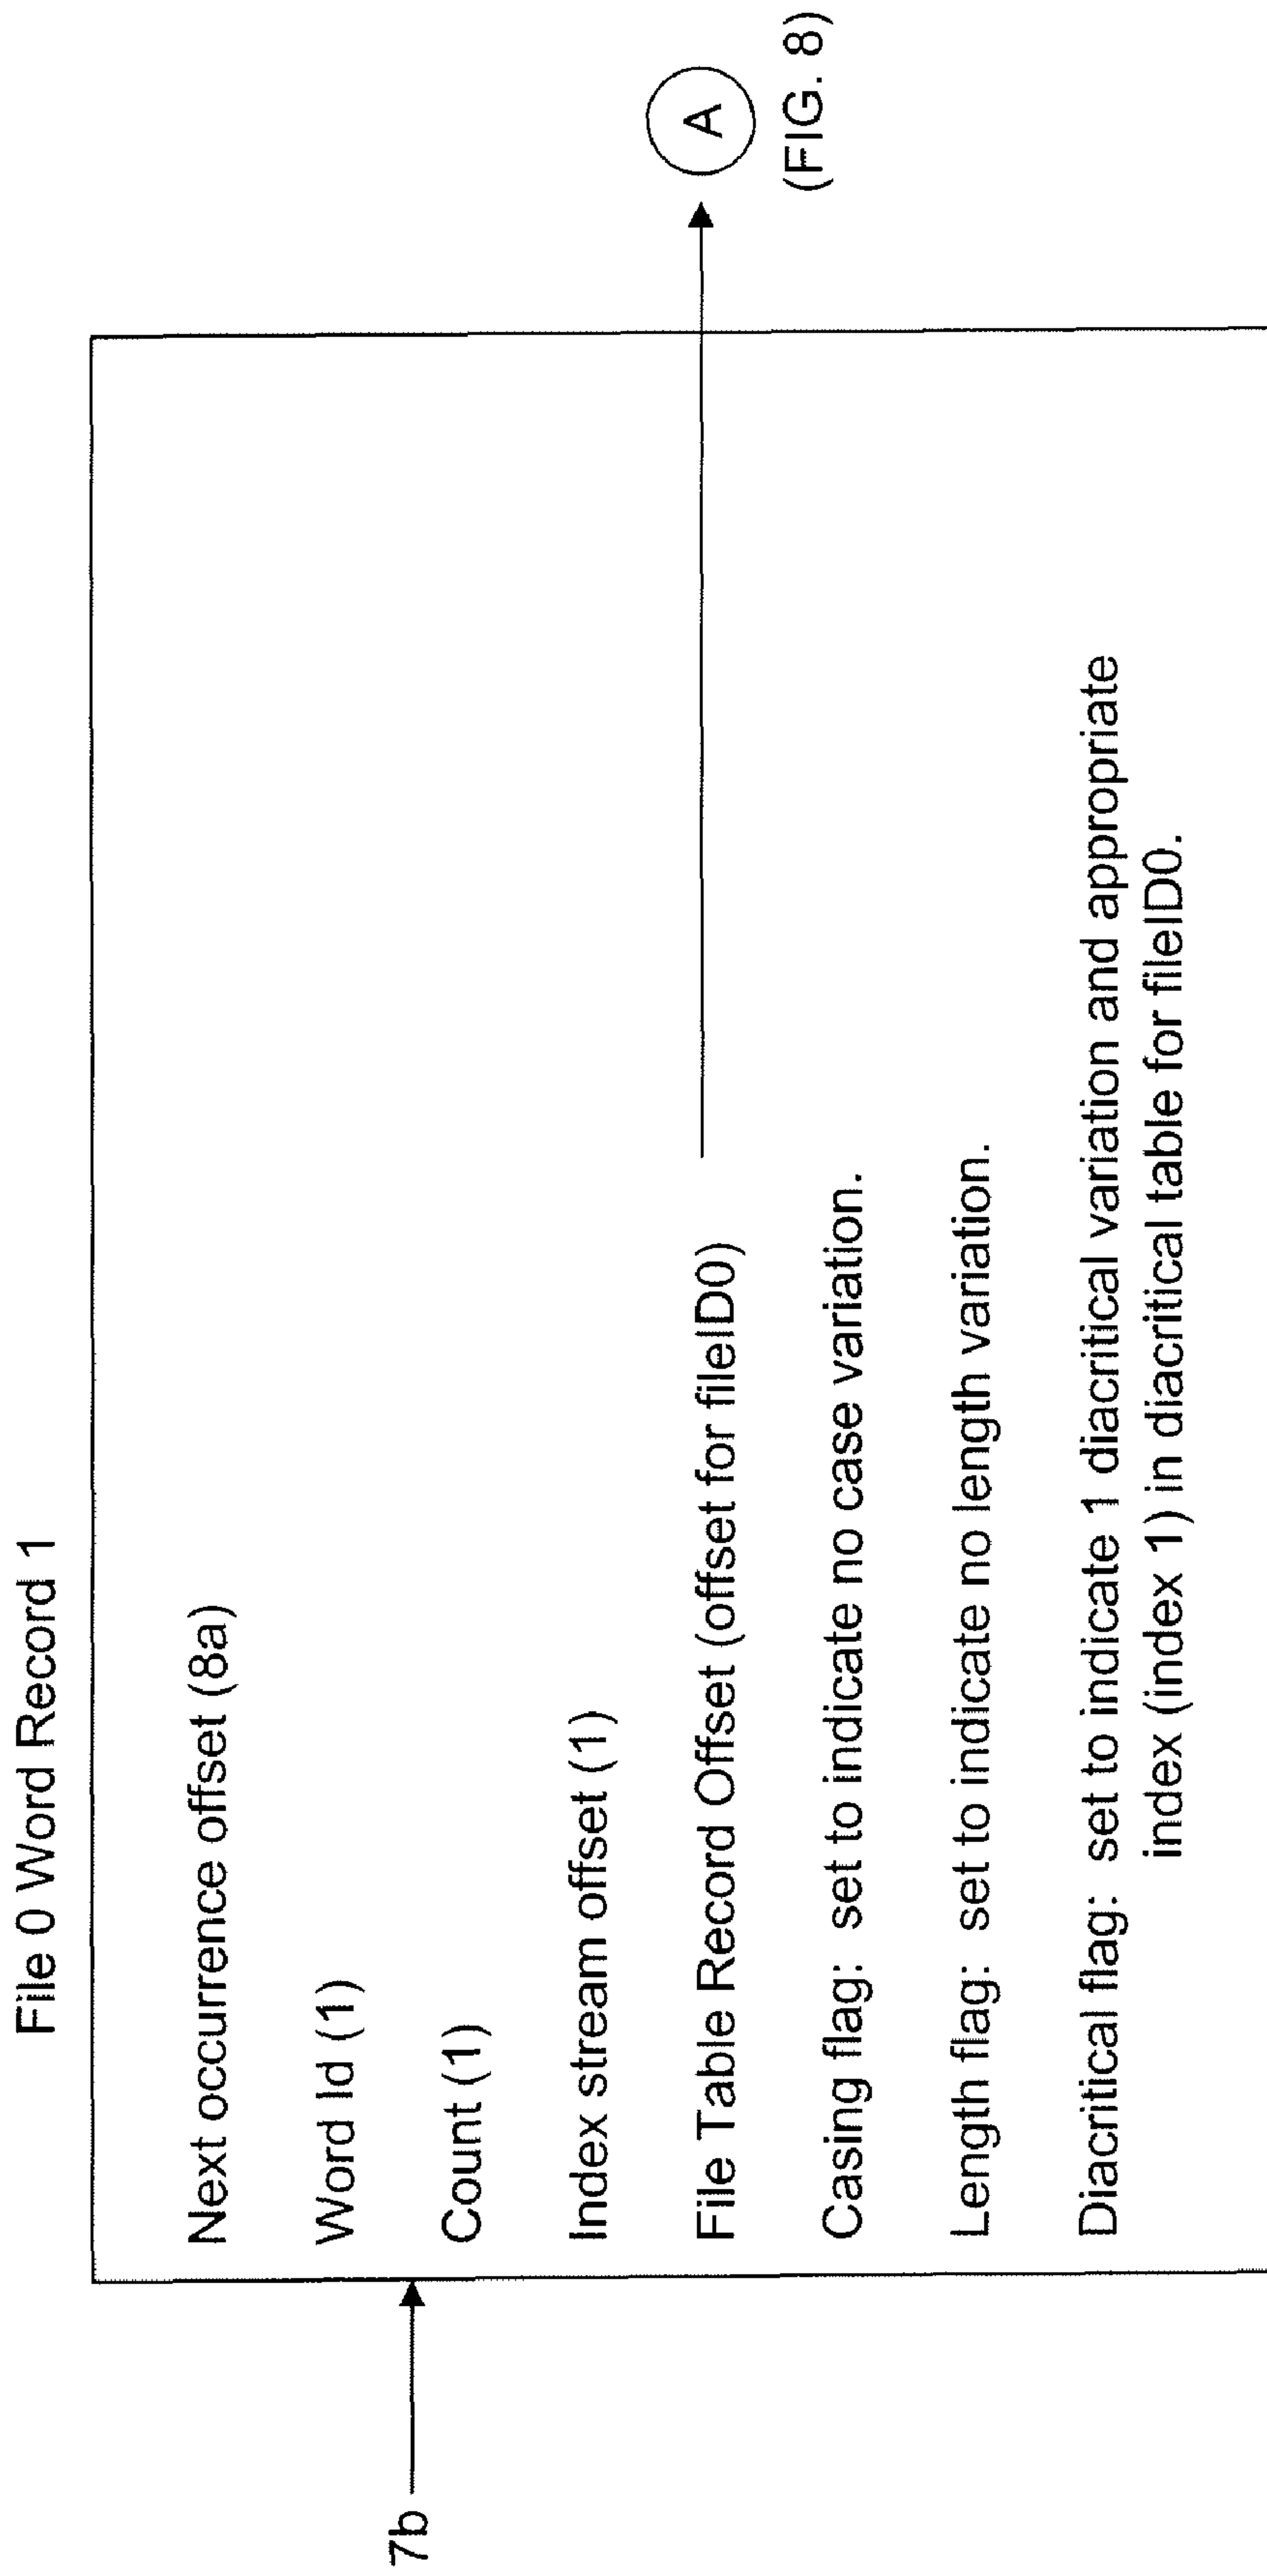 File 0 Word Record 1
Next occurrence offset (8a)
Word Id (1)
7b
Count (1)
Index stream offset (1)
File Table Record Offset (offset for fileID0)
A
(FIG. 8)
Casing flag: set to indicate no case variation.
Length flag: set to indicate no length variation.
Diacritical flag: set to indicate 1 diacritical variation and appropriate
index (index 1) in diacritical table for fileID0.